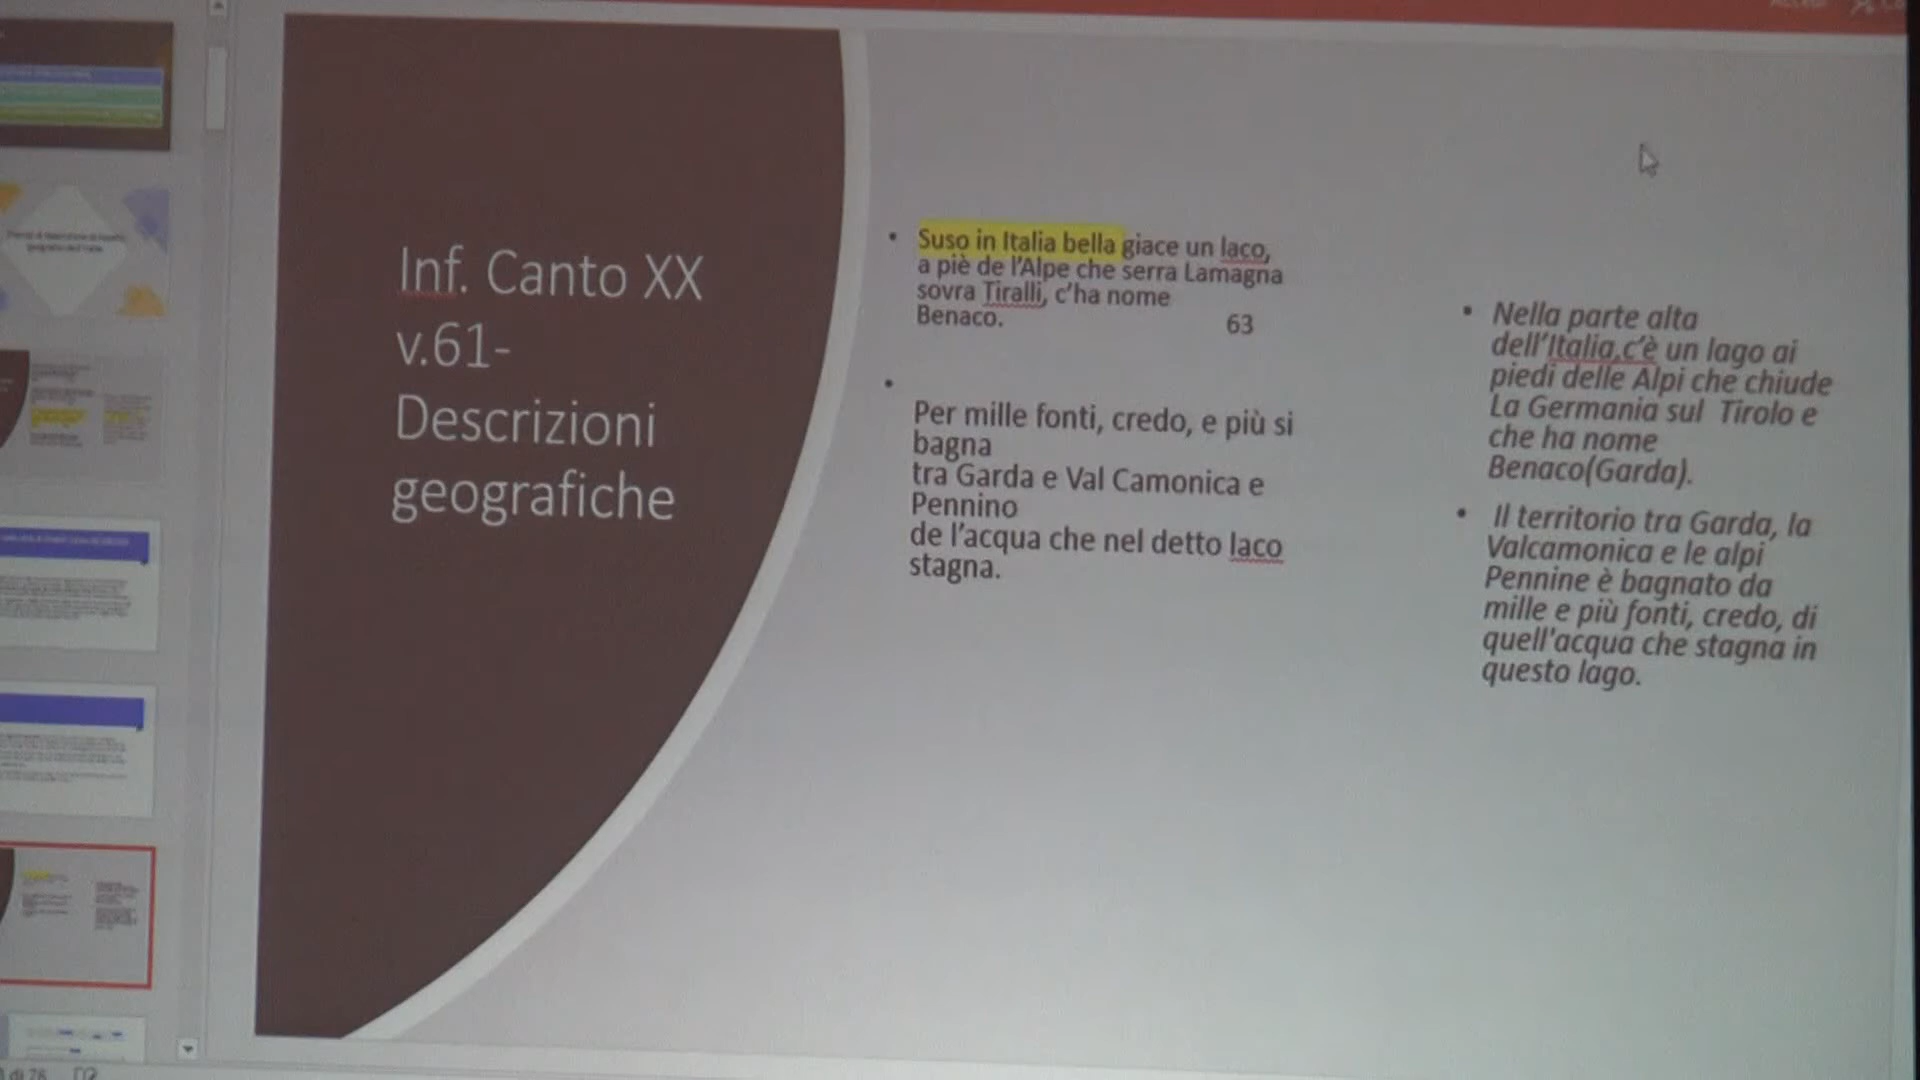 Inf. Canto XX
v.61-
Descrizioni
geografiche
• Suso in Italia bella giace un laco,
a piè de l'Alpe che serra Lamagna
sovra Tiralli, c'ha nome
Benaco. 63
•
Per mille fonti, credo, e più si
bagna
tra Garda e Val Camonica e
Pennino
de l'acqua che nel detto laco
stagna.
• Nella parte alta
dell'Italia,c'è un lago ai
piedi delle Alpi che chiude
La Germania sul Tirolo e
che ha nome
Benaco(Garda).
• Il territorio tra Garda, la
Valcamonica e le alpi
Pennine è bagnato da
mille e più fonti, credo, di
quell'acqua che stagna in
questo lago.